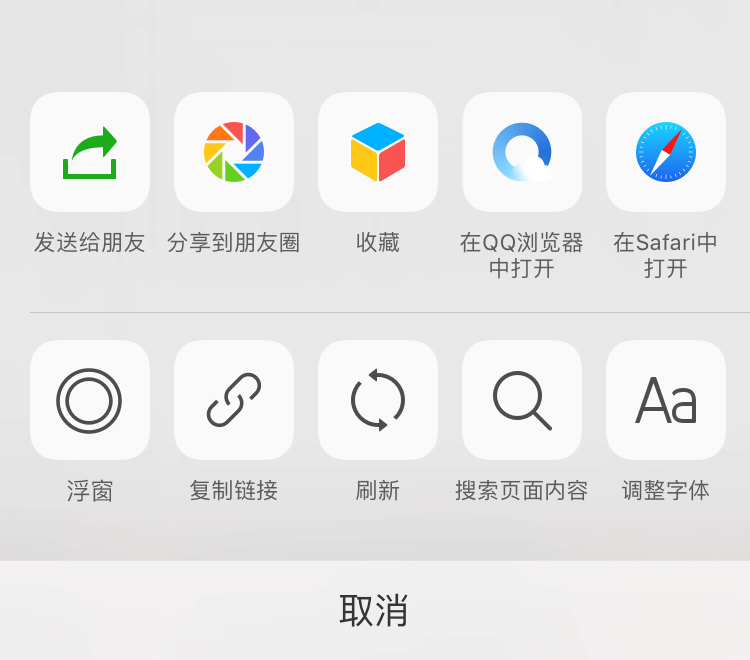 发送给朋友
分享到朋友圈
收藏
在QQ浏览器
中打开
在Safari中
打开
浮窗
复制链接
刷新
Aa
搜索页面内容
调整字体
取消